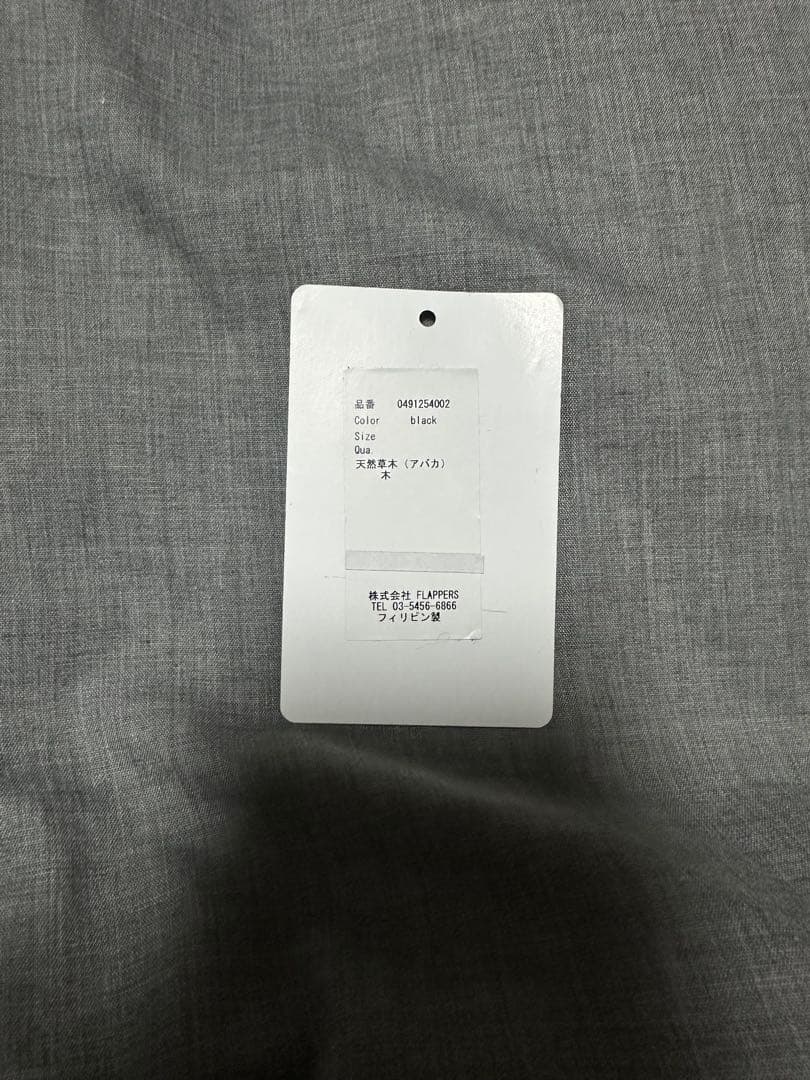 品番 0491254002
Color black
Size
Qua.
天然草木（アバカ）
木
株式会社 FLAPPERS
TEL 03-5456-6866
フィリピン製